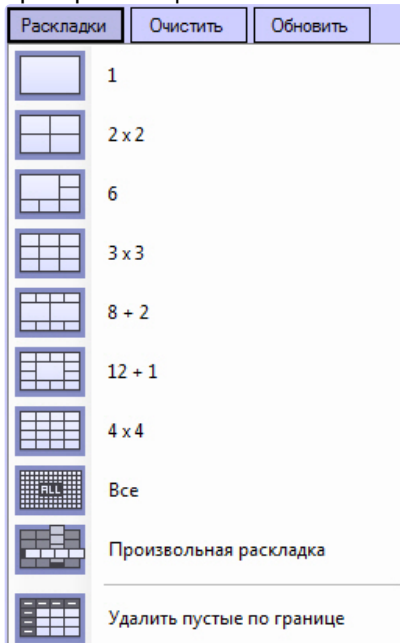 Раскладки Очистить Обновить
1
2 x 2
6
3 x 3
8 + 2
12 + 1
4 x 4
ALL Все
Произвольная раскладка
Удалить пустые по границе